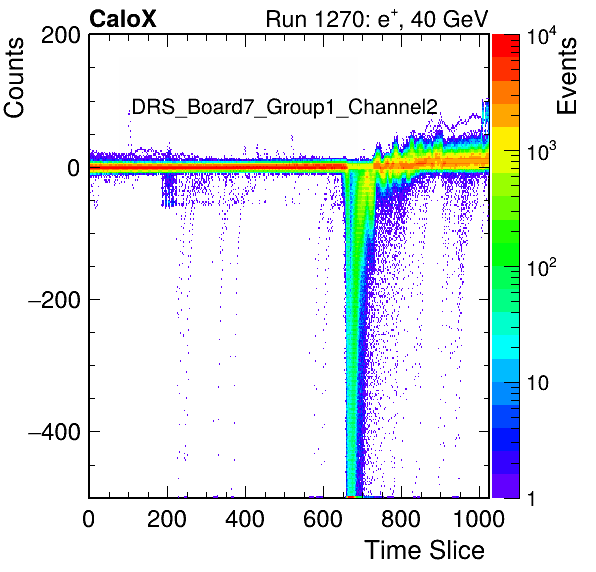 CaloX Run 1270: e+, 40 GeV
Counts
Events
DRS_Board7_Group1_Channel2
200
0
−200
−400
0 200 400 600 800 1000
Time Slice
10^4
10^3
10^2
10
1